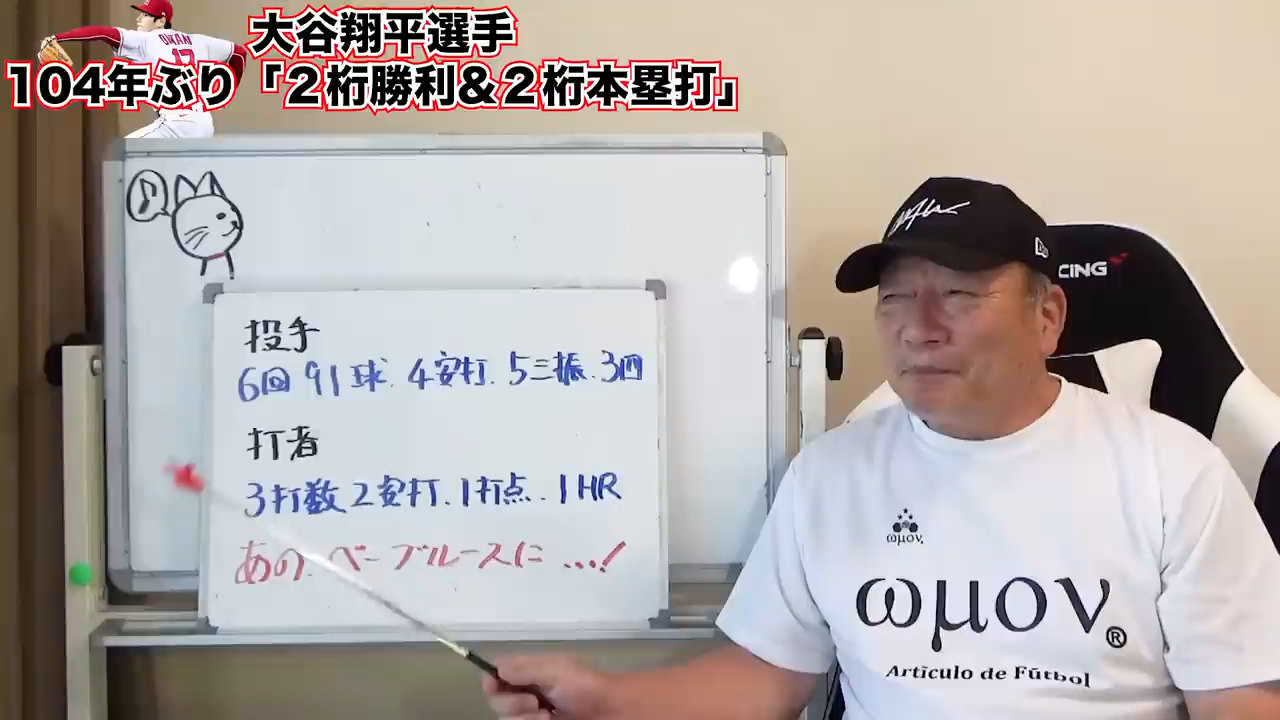 大谷翔平選手
104年ぶり「2桁勝利&2桁本塁打」
投手
6回 91球. 4安打. 5三振. 3四
打者
3打数 2安打. 1打点. 1HR
あの ベーブルースに …!
CING
ωμον.
ωμον®
Artículo de Fútbol